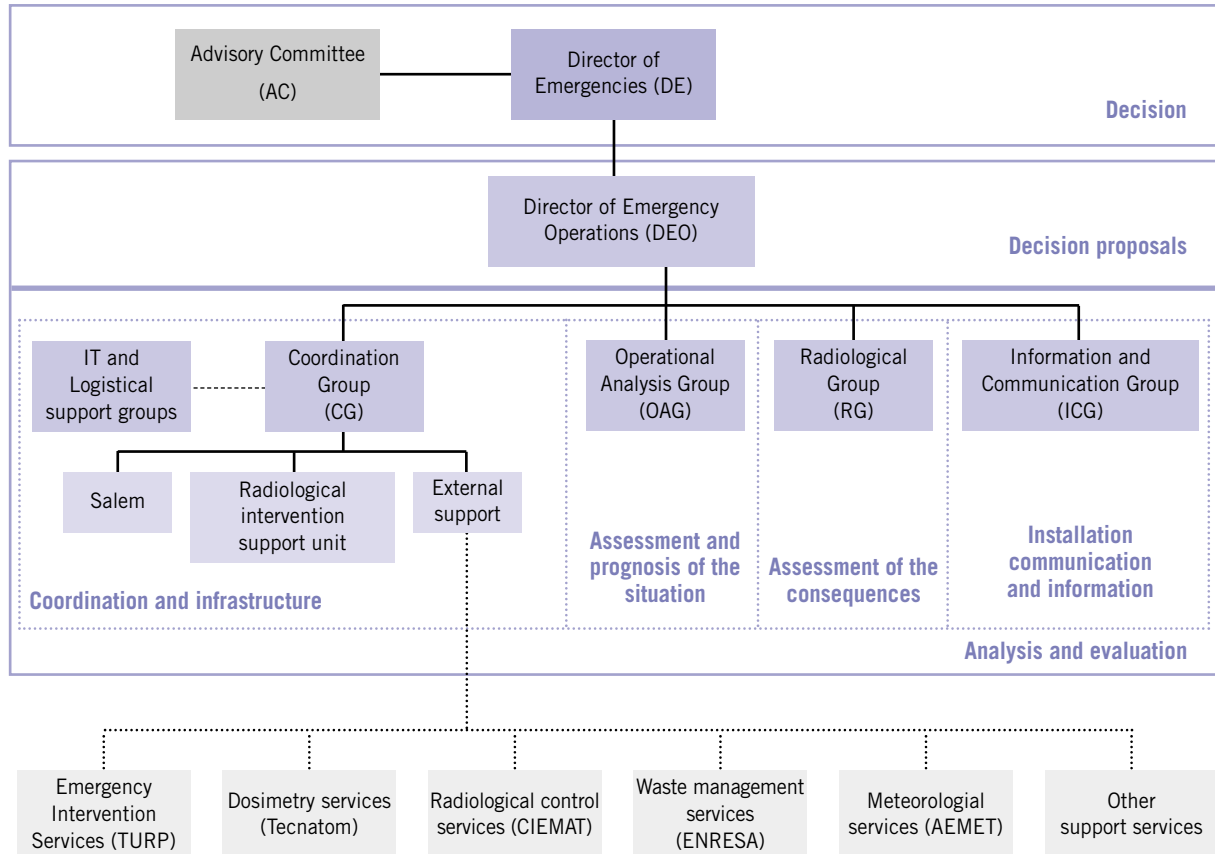 Advisory Committee
(AC)
Director of
Emergencies (DE)
Decision
Director of Emergency
Operations (DEO)
Decision proposals
IT and
Logistical
support groups
Coordination
Group
(CG)
Operational
Analysis Group
(OAG)
Radiological
Group
(RG)
Information and
Communication Group
(ICG)
Salem
Radiological
intervention
support unit
External
support
Coordination and infrastructure
Assessment and
prognosis of the
situation
Assessment of the
consequences
Installation
communication
and information
Analysis and evaluation
Emergency
Intervention
Services (TURP)
Dosimetry services
(Tecnatom)
Radiological control
services (CIEMAT)
Waste management
services
(ENRESA)
Meteorologial
services (AEMET)
Other
support services